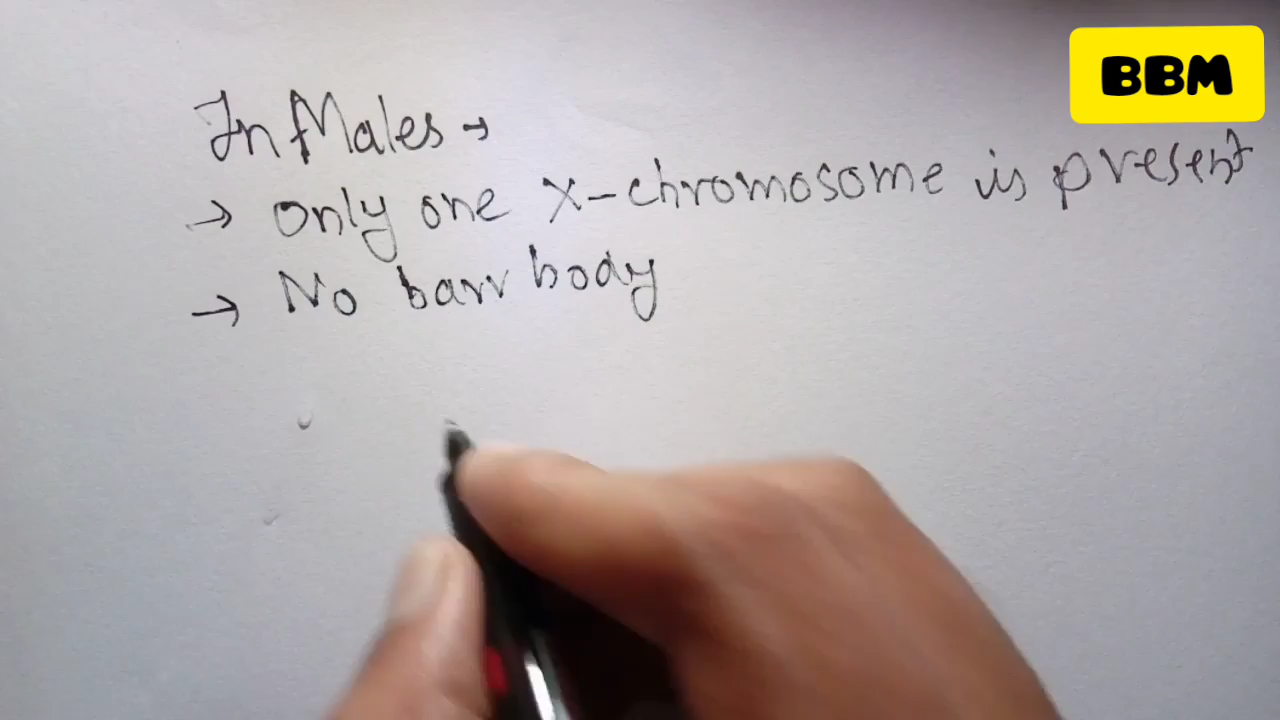 BBM
In Males →
→ Only one X-chromosome is present
→ No barr body